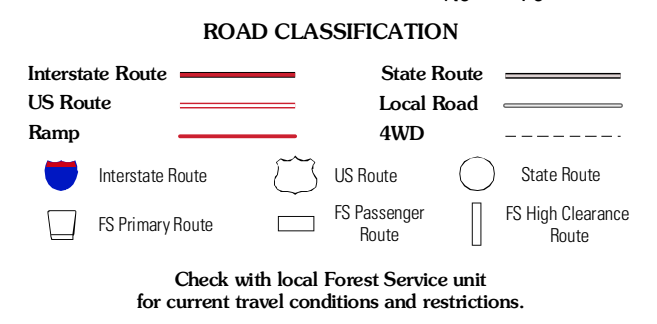 ROAD CLASSIFICATION
Interstate Route
State Route
US Route
Local Road
Ramp
4WD
Interstate Route
US Route
State Route
FS Primary Route
FS Passenger
Route
FS High Clearance
Route
Check with local Forest Service unit
for current travel conditions and restrictions.